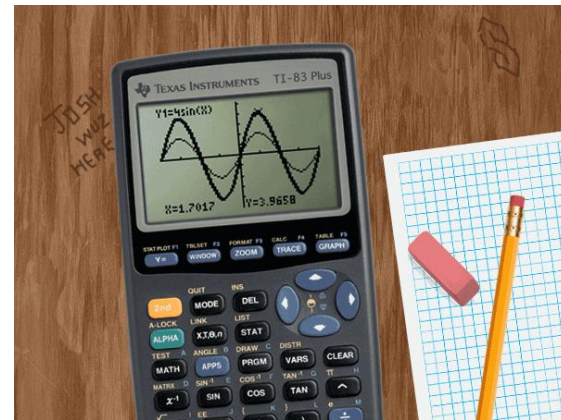 TEXAS INSTRUMENTS TI-83 Plus
Y1=4sin(X)
X=1.7017 Y=3.9658
JOSH
WUZ
HERE
STAT PLOT F1 TBLSET F2 FORMAT F3 CALC F4 TABLE F5
Y= WINDOW ZOOM TRACE GRAPH
QUIT INS
2nd MODE DEL
A-LOCK LINK LIST
ALPHA X,T,Θ,n STAT
TEST A ANGLE B DRAW C DISTR
MATH APPS PRGM VARS CLEAR
MATRX D SIN⁻¹ E COS⁻¹ F TAN⁻¹ G π H
x⁻¹ SIN COS TAN ^
EE